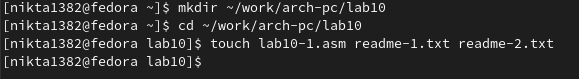 [nikta1382@fedora ~]$ mkdir ~/work/arch-pc/lab10
[nikta1382@fedora ~]$ cd ~/work/arch-pc/lab10
[nikta1382@fedora lab10]$ touch lab10-1.asm readme-1.txt readme-2.txt
[nikta1382@fedora lab10]$